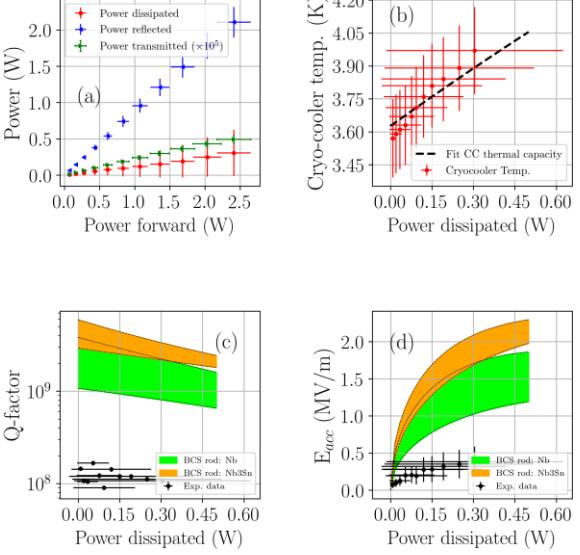 Power dissipated
Power reflected
Power transmitted (×10⁵)
(a)
Power (W)
2.0
1.5
1.0
0.5
0.0
0.0 0.5 1.0 1.5 2.0 2.5
Power forward (W)
(b)
Cryo-cooler temp. (K)
4.20
4.05
3.90
3.75
3.60
3.45
Fit CC thermal capacity
Cryocooler Temp.
0.00 0.15 0.30 0.45 0.60
Power dissipated (W)
(c)
Q-factor
10⁹
10⁸
BCS rod: Nb
BCS rod: Nb3Sn
Exp. data
0.00 0.15 0.30 0.45 0.60
Power dissipated (W)
(d)
E_acc (MV/m)
2.0
1.5
1.0
0.5
0.0
BCS rod: Nb
BCS rod: Nb3Sn
Exp. data
0.00 0.15 0.30 0.45 0.60
Power dissipated (W)